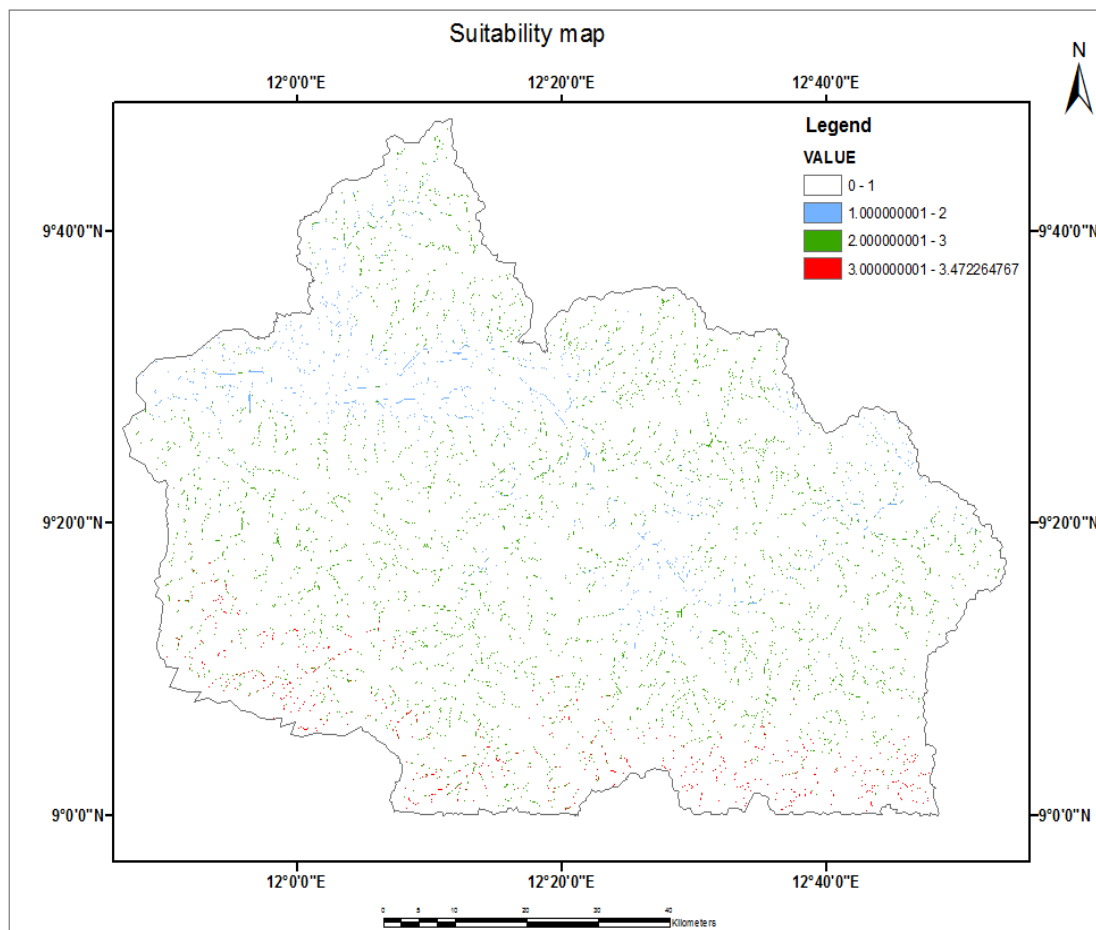 Suitability map
N
12°0'0"E 12°20'0"E 12°40'0"E
Legend
VALUE
0 - 1
1.000000001 - 2
2.000000001 - 3
3.000000001 - 3.472264767
9°40'0"N 9°40'0"N
9°20'0"N 9°20'0"N
9°0'0"N 9°0'0"N
12°0'0"E 12°20'0"E 12°40'0"E
0 5 10 20 30 40
Kilometers